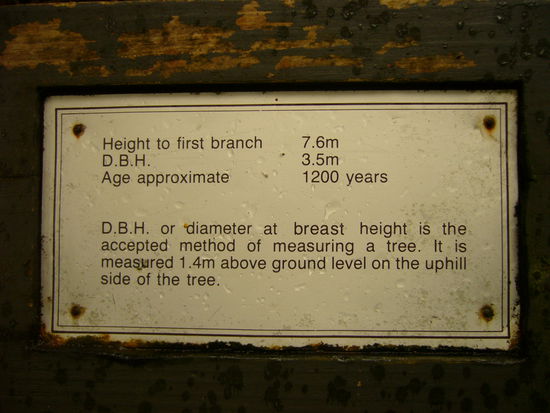 Height to first branch 7.6m
D.B.H. 3.5m
Age approximate 1200 years
D.B.H. or diameter at breast height is the
accepted method of measuring a tree. It is
measured 1.4m above ground level on the uphill
side of the tree.